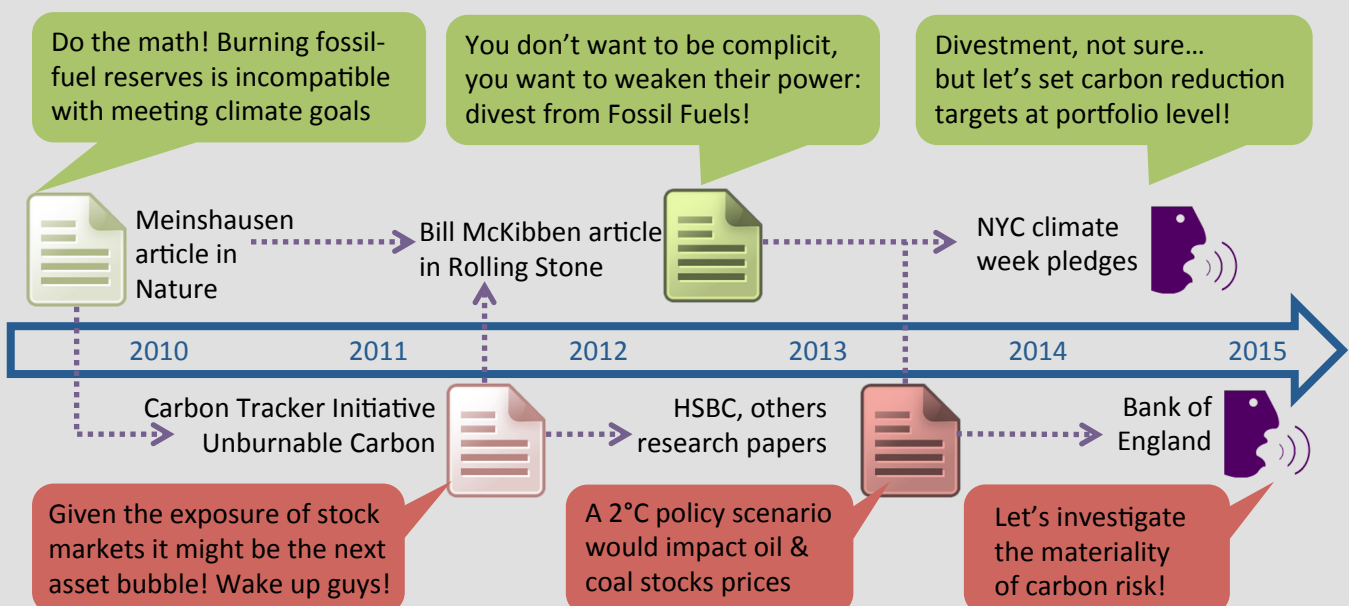 Do the math! Burning fossil-
fuel reserves is incompatible
with meeting climate goals
You don’t want to be complicit,
you want to weaken their power:
divest from Fossil Fuels!
Divestment, not sure…
but let’s set carbon reduction
targets at portfolio level!
Meinshausen
article in
Nature
Bill McKibben article
in Rolling Stone
NYC climate
week pledges
2010 2011 2012 2013 2014 2015
Carbon Tracker Initiative
Unburnable Carbon
HSBC, others
research papers
Bank of
England
Given the exposure of stock
markets it might be the next
asset bubble! Wake up guys!
A 2°C policy scenario
would impact oil &
coal stocks prices
Let’s investigate
the materiality
of carbon risk!